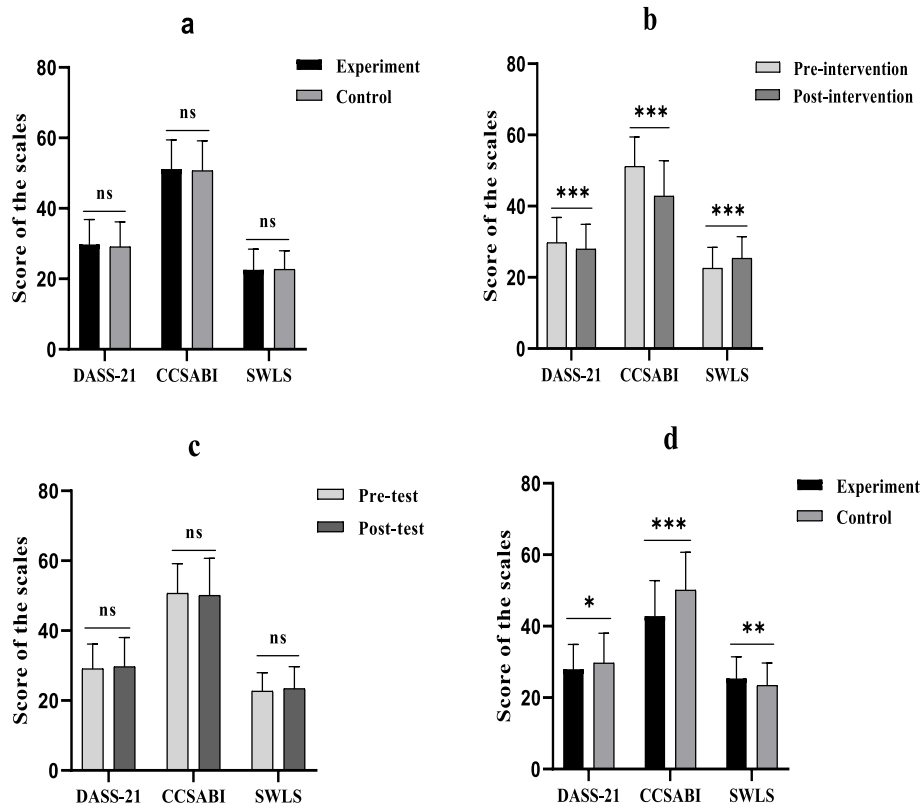 a
Score of the scales
80
60
40
20
0
ns
ns
ns
DASS-21
CCSABI
SWLS
Experiment
Control
b
Score of the scales
80
60
40
20
0
***
***
***
DASS-21
CCSABI
SWLS
Pre-intervention
Post-intervention
c
Score of the scales
80
60
40
20
0
ns
ns
ns
DASS-21
CCSABI
SWLS
Pre-test
Post-test
d
Score of the scales
80
60
40
20
0
*
***
**
DASS-21
CCSABI
SWLS
Experiment
Control